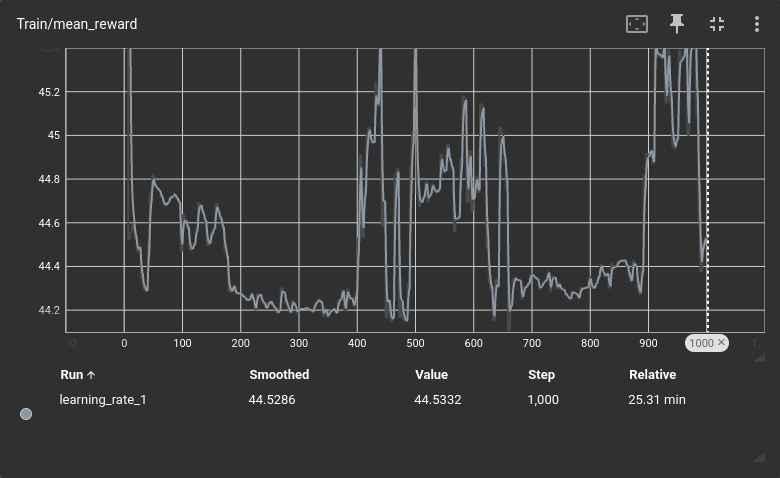 Train/mean_reward
45.2
45
44.8
44.6
44.4
44.2
0 100 200 300 400 500 600 700 800 900 1000 ×
Run ↑ Smoothed Value Step Relative
learning_rate_1 44.5286 44.5332 1,000 25.31 min